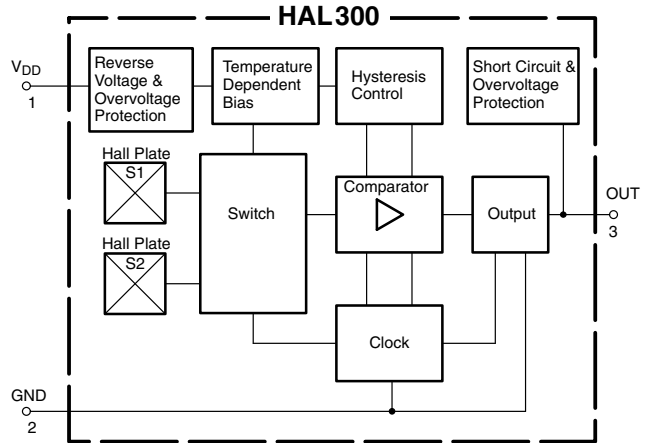 HAL300
VDD
1
Reverse
Voltage &
Overvoltage
Protection
Temperature
Dependent
Bias
Hysteresis
Control
Short Circuit &
Overvoltage
Protection
Hall Plate
S1
Hall Plate
S2
Switch
Comparator
Output
OUT
3
Clock
GND
2